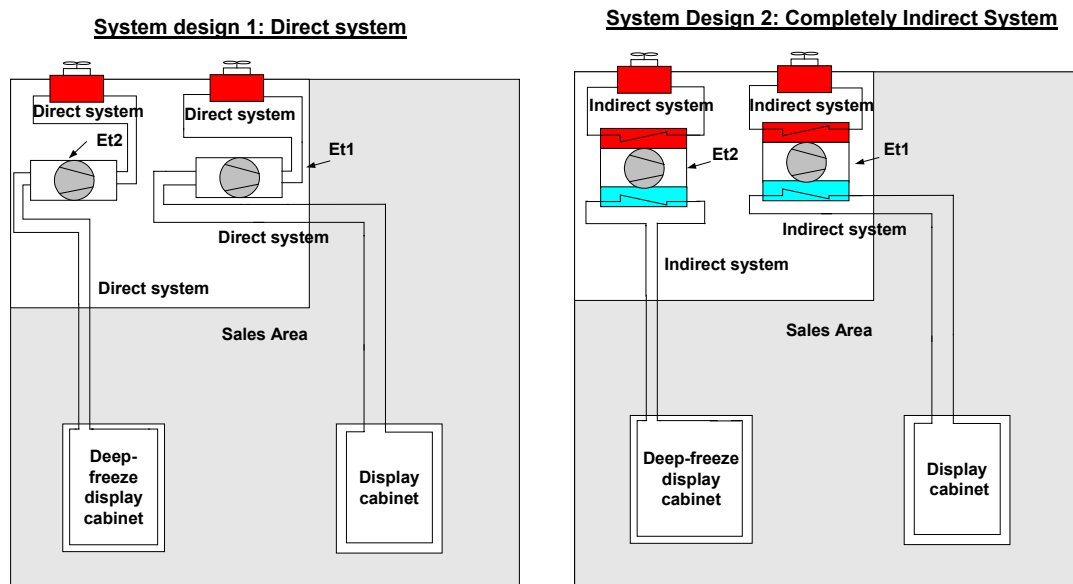 System design 1: Direct system
Direct system
Direct system
Et2
Et1
Direct system
Direct system
Sales Area
Deep-
freeze
display
cabinet
Display
cabinet
System Design 2: Completely Indirect System
Indirect system
Indirect system
Et2
Et1
Indirect system
Indirect system
Sales Area
Deep-freeze
display
cabinet
Display
cabinet